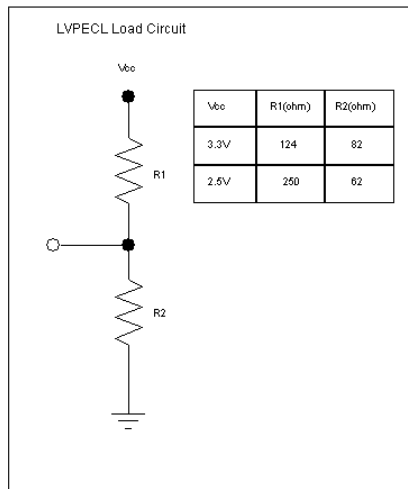 LVPECL Load Circuit
Vcc
R1
R2
Vcc R1(ohm) R2(ohm)
3.3V 124 82
2.5V 250 62